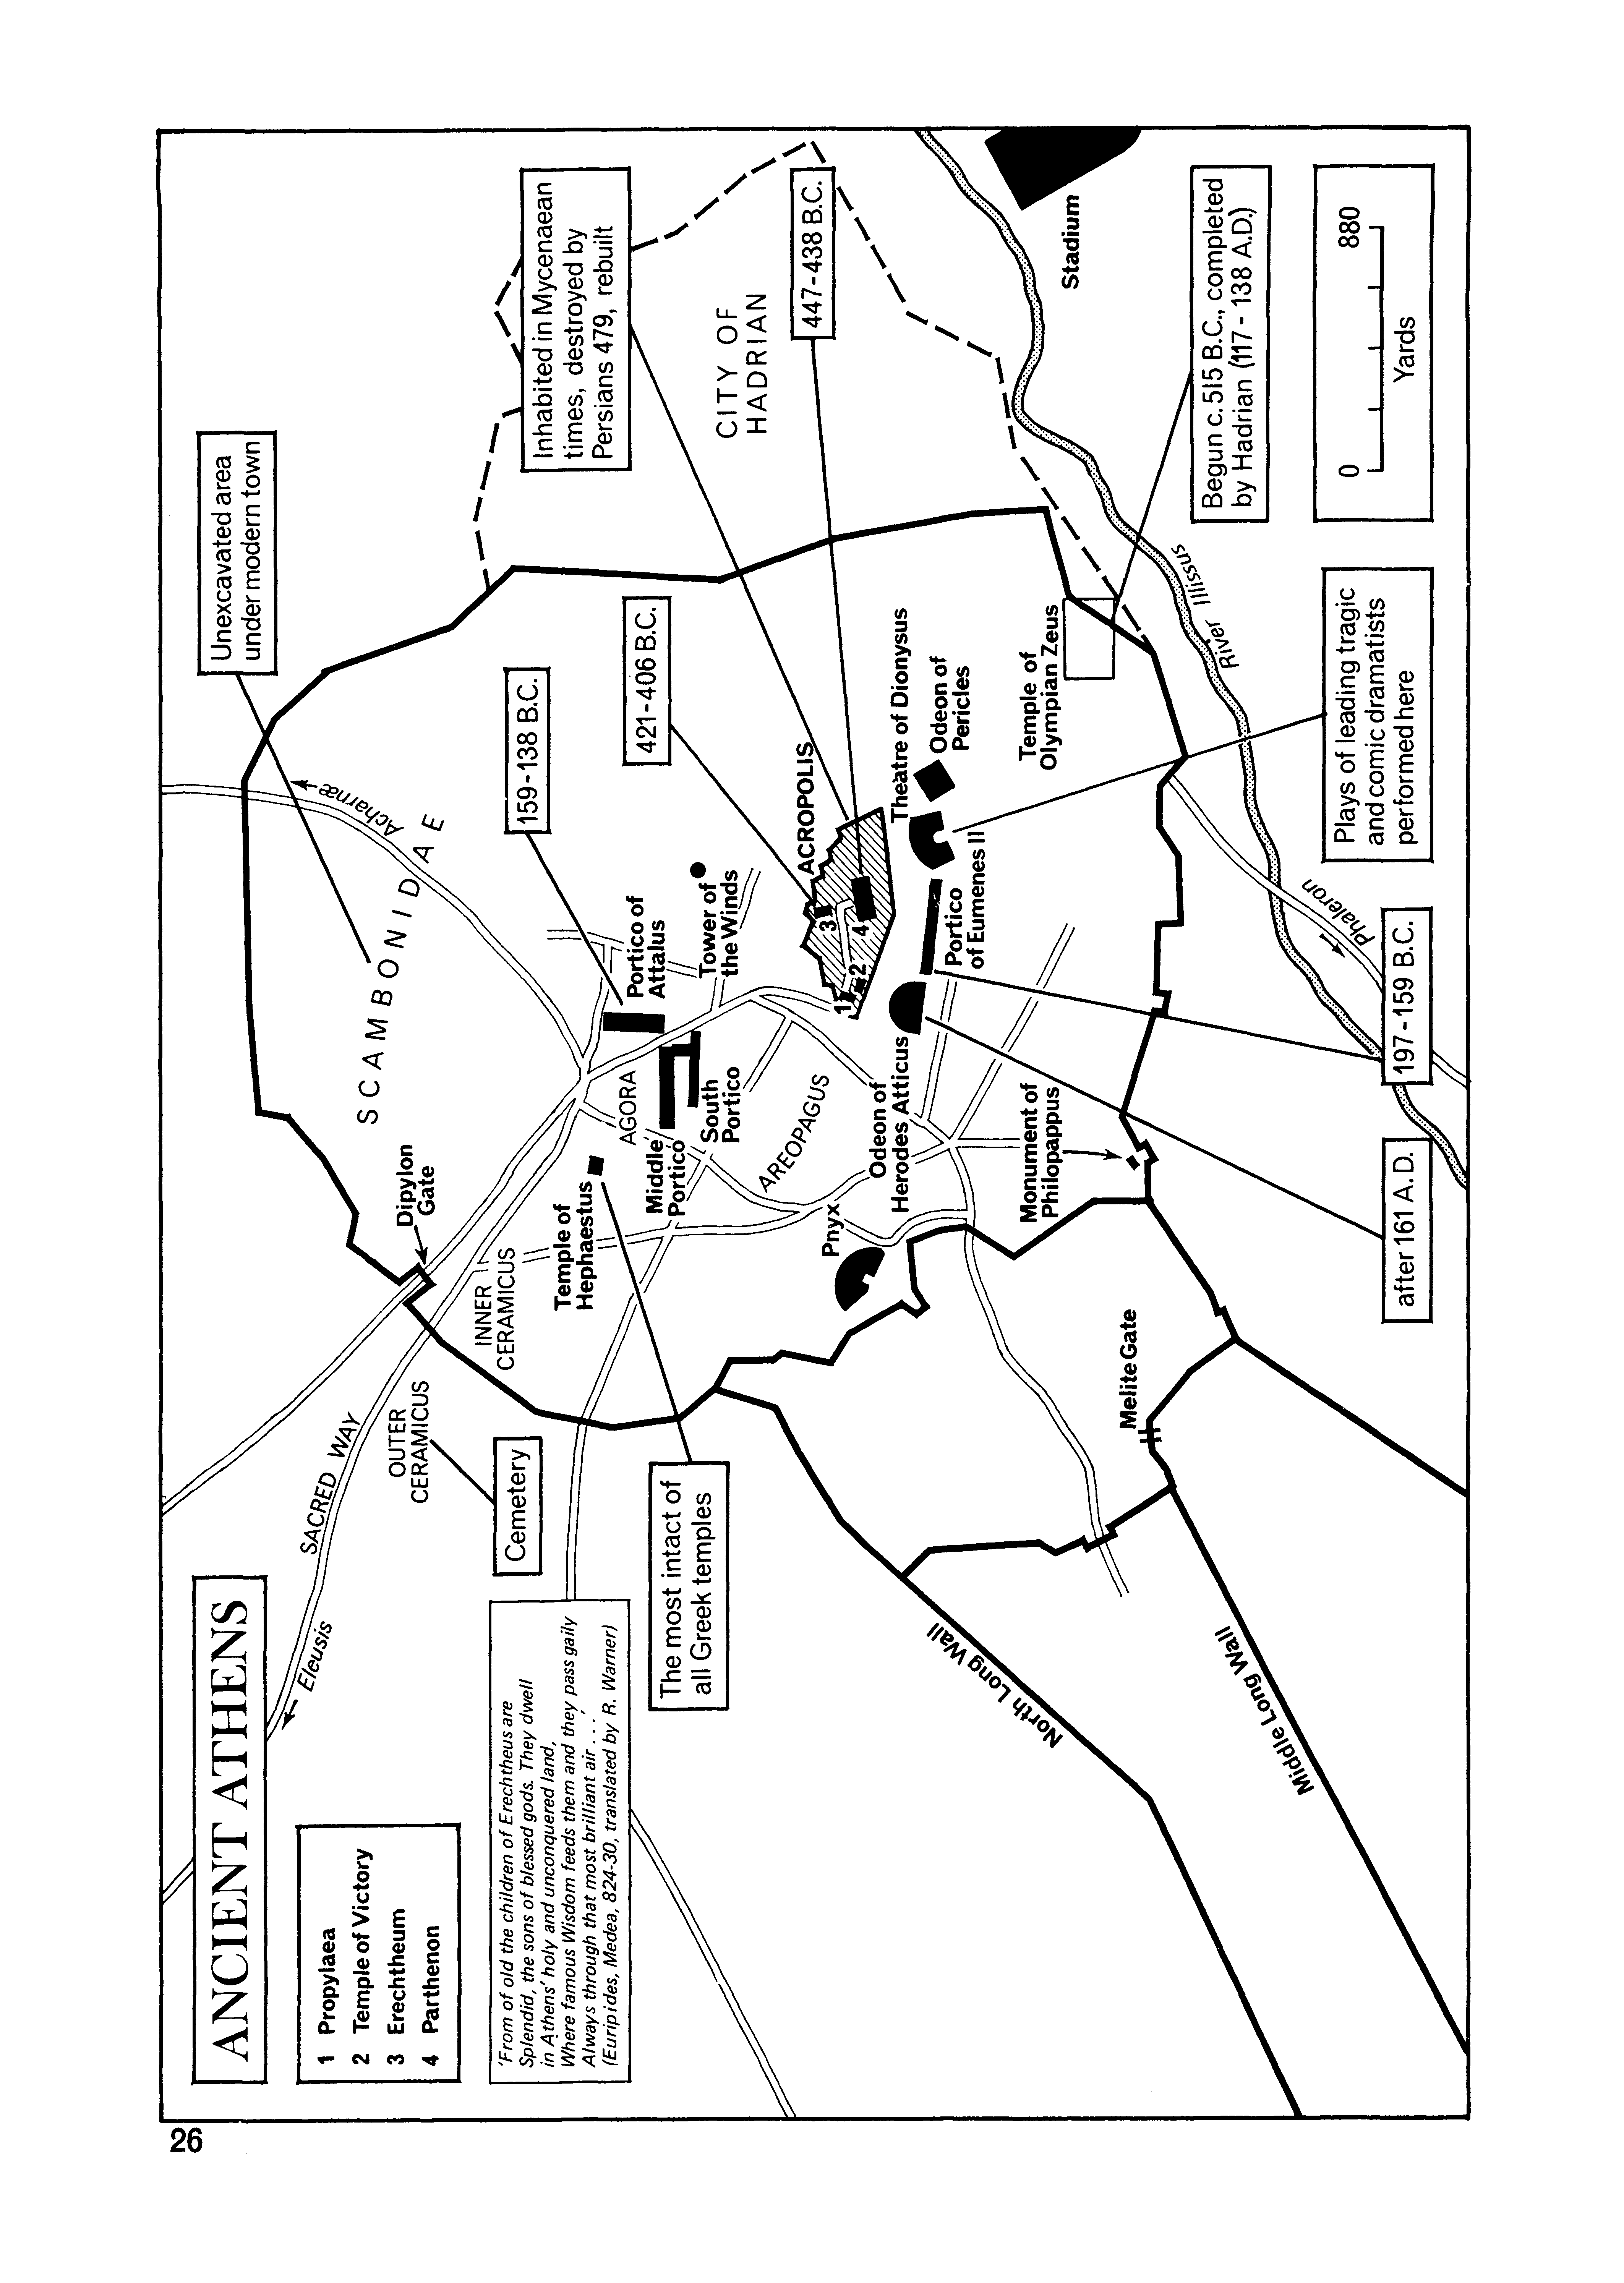 26
ANCIENT ATHENS
1 Propylaea
2 Temple of Victory
3 Erechtheum
4 Parthenon
'From of old the children of Erechtheus are
Splendid, the sons of blessed gods. They dwell
in Athens' holy and unconquered land,
Where famous Wisdom feeds them and they pass gaily
Always through that most brilliant air . . .'
(Euripides, Medea, 824-30, translated by R. Warner)
Eleusis
SACRED WAY
OUTER
CERAMICUS
Cemetery
The most intact of
all Greek temples
INNER
CERAMICUS
Dipylon
Gate
Temple of
Hephaestus
SCAMBONIDAE
Acharnæ
Unexcavated area
under modern town
AGORA
Middle
Portico
South
Portico
Portico of
Attalus
159-138 B.C.
Tower of
the Winds
421-406 B.C.
Inhabited in Mycenaean
times, destroyed by
Persians 479, rebuilt
CITY OF
HADRIAN
447-438 B.C.
ACROPOLIS
1
2
3
4
AREOPAGUS
Pnyx
Odeon of
Herodes Atticus
Portico
of Eumenes II
Theatre of Dionysus
Odeon of
Pericles
Temple of
Olympian Zeus
Stadium
Monument of
Philopappus
Melite Gate
North Long Wall
Middle Long Wall
River Ilissus
Phaleron
after 161 A.D.
197-159 B.C.
Plays of leading tragic
and comic dramatists
performed here
Begun c. 515 B.C., completed
by Hadrian (117 - 138 A.D.)
0 880
Yards